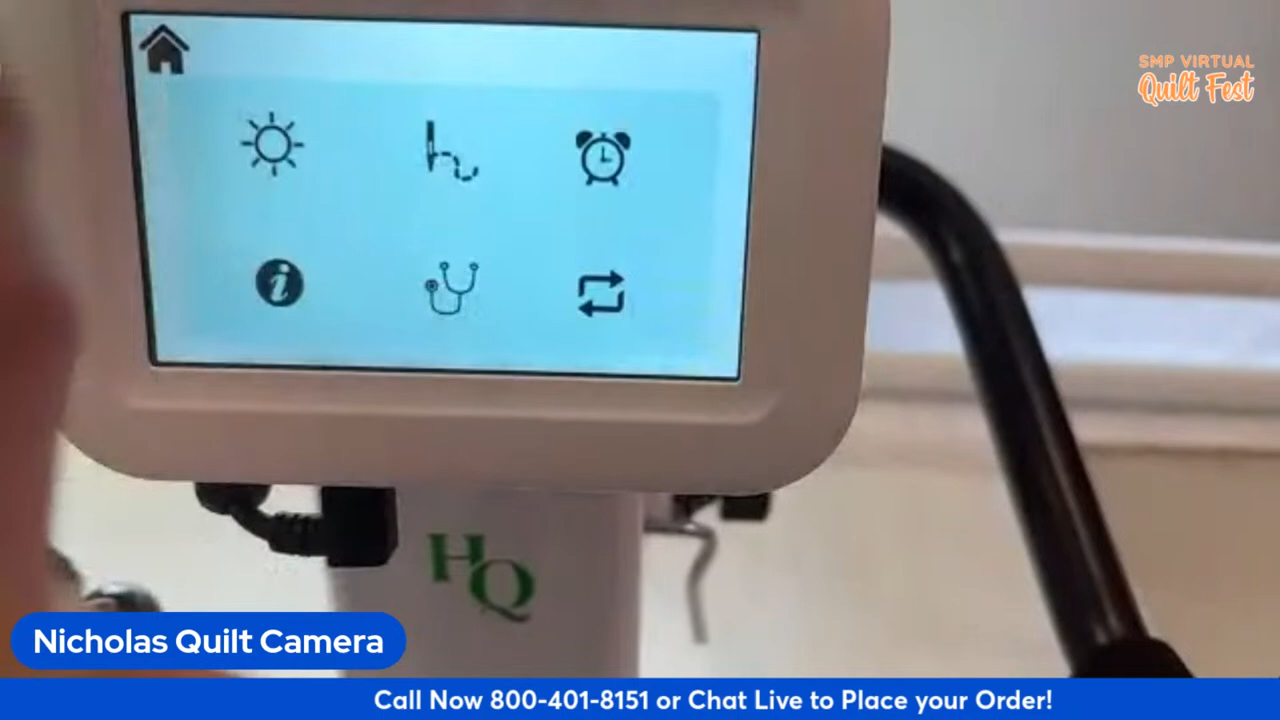 SMP VIRTUAL
Quilt Fest
HQ
Nicholas Quilt Camera
Call Now 800-401-8151 or Chat Live to Place your Order!